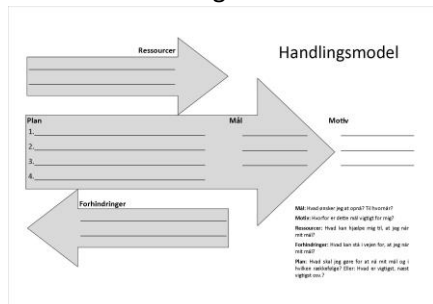 Handlingsmodel
Ressourcer
Plan
Mål
Motiv
1.
2.
3.
4.
Forhindringer
Mål: Hvad ønsker jeg at opnå? Til hvornår?
Motiv: Hvorfor er dette mål vigtigt for mig?
Ressourcer: Hvad kan hjælpe mig til, at jeg når
mit mål?
Forhindringer: Hvad kan stå i vejen for, at jeg når
mit mål?
Plan: Hvad skal jeg gøre for at nå mit mål og i
hvilken rækkefølge? Eller: Hvad er vigtigst, næst
vigtigst osv.?